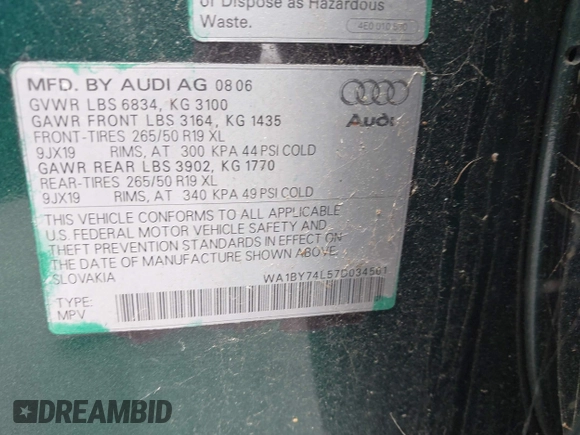 or Dispose as Hazardous
Waste.
4E0 010 5
MFD. BY AUDI AG 08 06
GVWR LBS 6834, KG 3100
GAWR FRONT LBS 3164, KG 1435
FRONT-TIRES 265/50 R19 XL
9JX19 RIMS, AT 300 KPA 44 PSI COLD
GAWR REAR LBS 3902, KG 1770
REAR-TIRES 265/50 R19 XL
9JX19 RIMS, AT 340 KPA 49 PSI COLD
THIS VEHICLE CONFORMS TO ALL APPLICABLE
U.S. FEDERAL MOTOR VEHICLE SAFETY AND
THEFT PREVENTION STANDARDS IN EFFECT ON
THE DATE OF MANUFACTURE SHOWN ABOVE.
SLOVAKIA WA1BY74L57D034501
TYPE:
MPV
Audi
DREAMBID